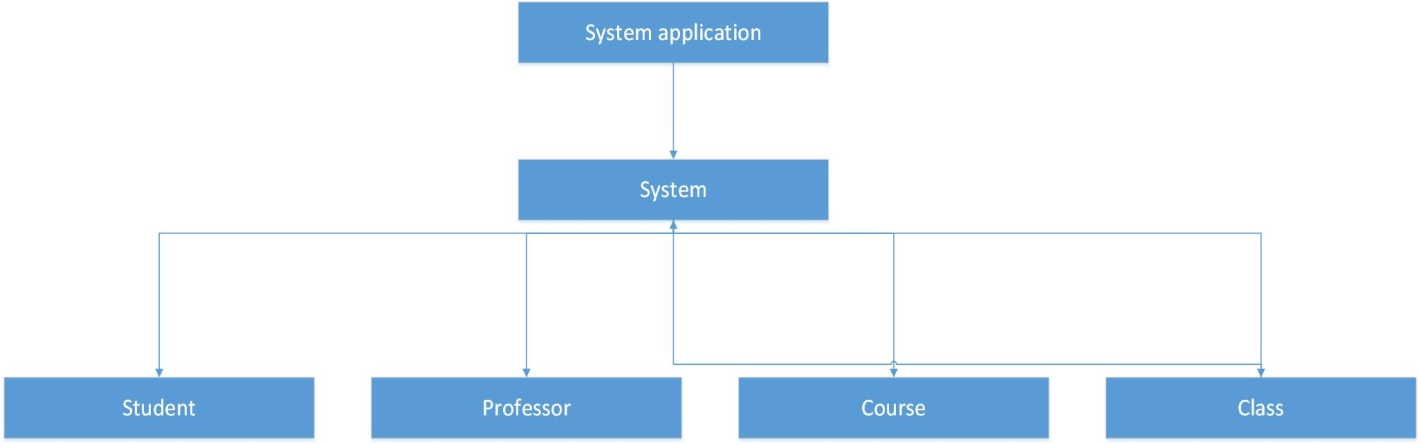 System application
System
Student
Professor
Course
Class